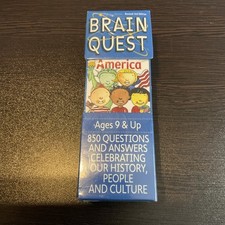 BRAIN
QUEST
America
Ages 9 & Up
850 QUESTIONS
AND ANSWERS
CELEBRATING
OUR HISTORY,
PEOPLE
AND CULTURE